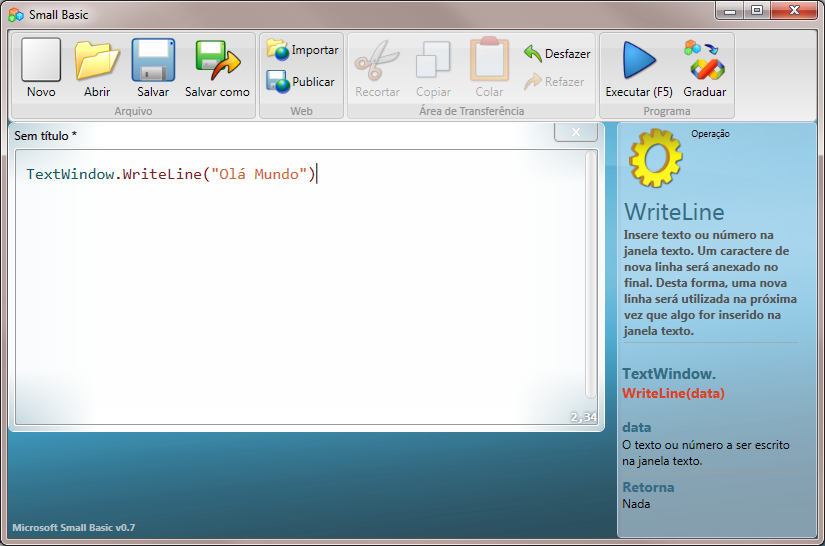 Small Basic
Novo
Abrir
Salvar
Salvar como
Arquivo
Importar
Publicar
Web
Recortar
Copiar
Colar
Desfazer
Refazer
Área de Transferência
Executar (F5)
Graduar
Programa
Sem título *
TextWindow.WriteLine("Olá Mundo")
2,34
Operação
WriteLine
Insere texto ou número na
janela texto. Um caractere de
nova linha será anexado no
final. Desta forma, uma nova
linha será utilizada na próxima
vez que algo for inserido na
janela texto.
TextWindow.
WriteLine(data)
data
O texto ou número a ser escrito
na janela texto.
Retorna
Nada
Microsoft Small Basic v0.7